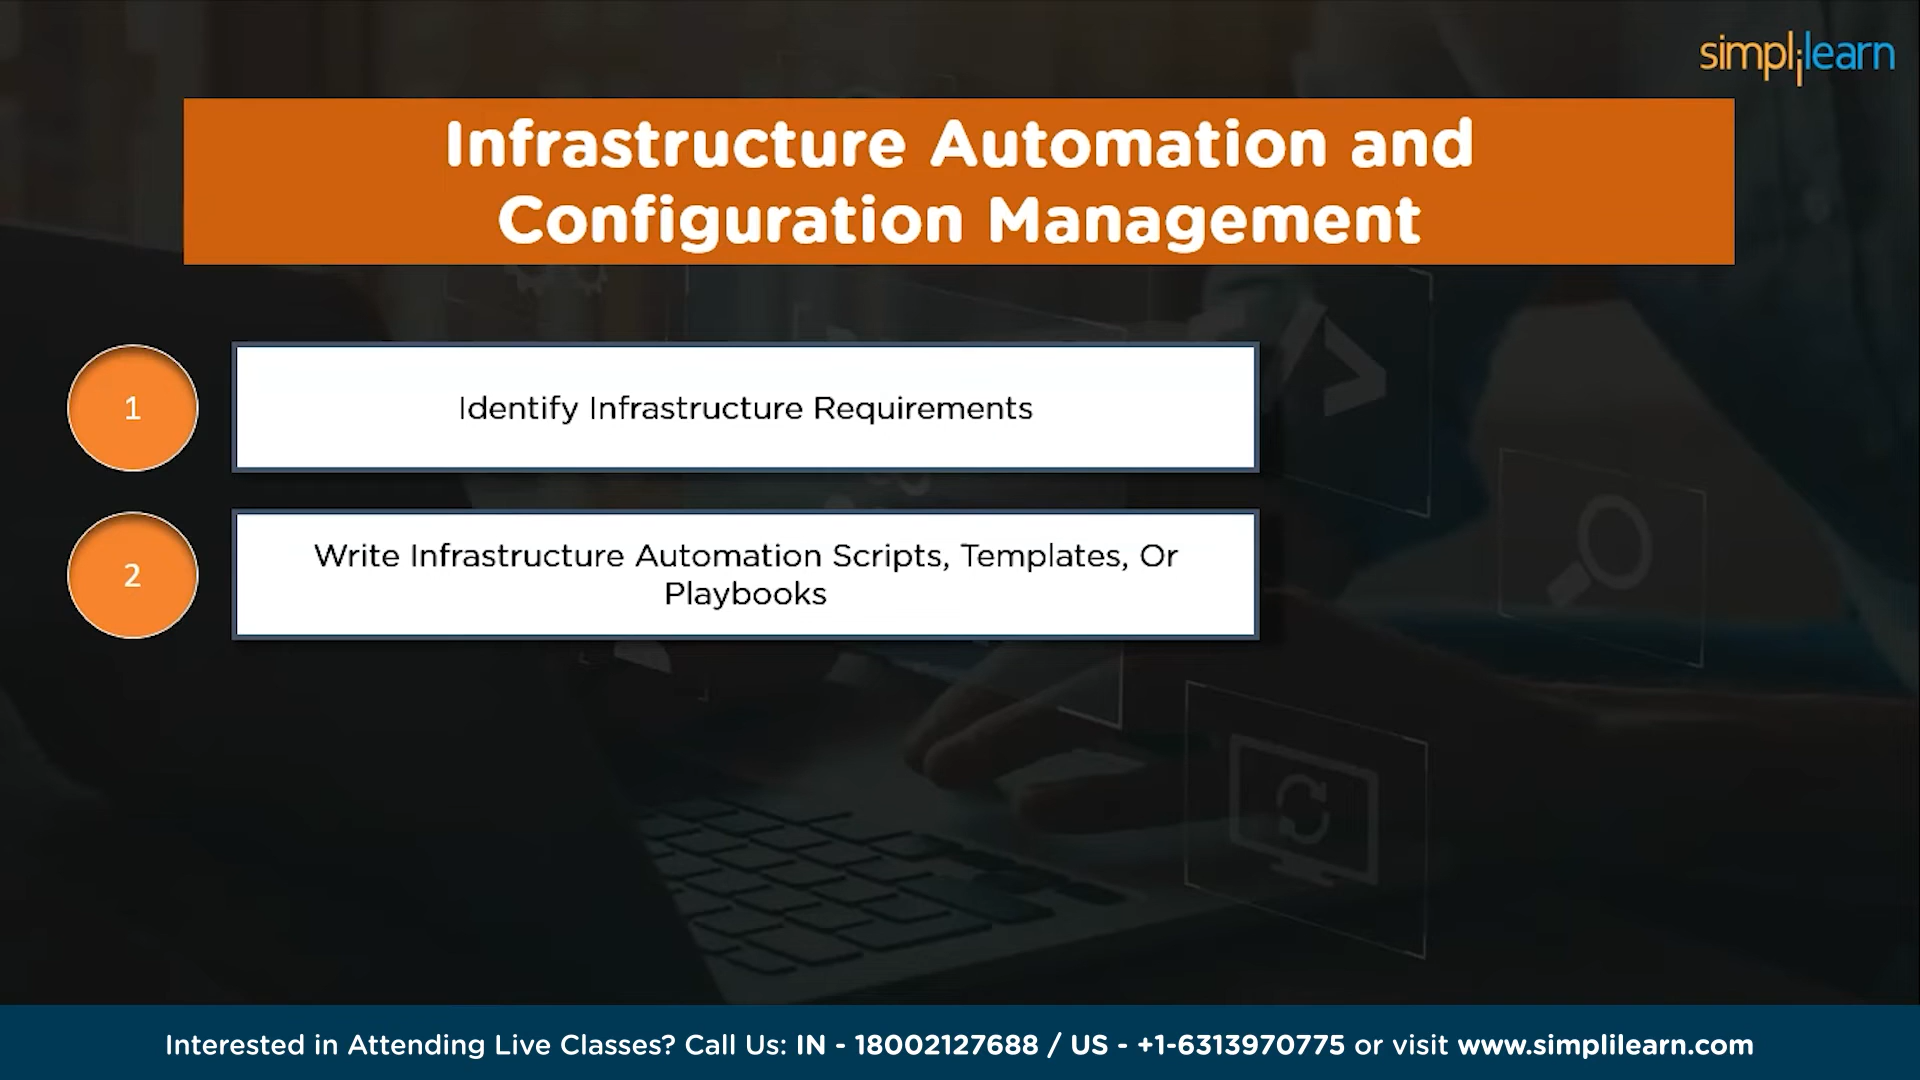 simplilearn
Infrastructure Automation and
Configuration Management
1
Identify Infrastructure Requirements
2
Write Infrastructure Automation Scripts, Templates, Or
Playbooks
Interested in Attending Live Classes? Call Us: IN - 18002127688 / US - +1-6313970775 or visit www.simplilearn.com